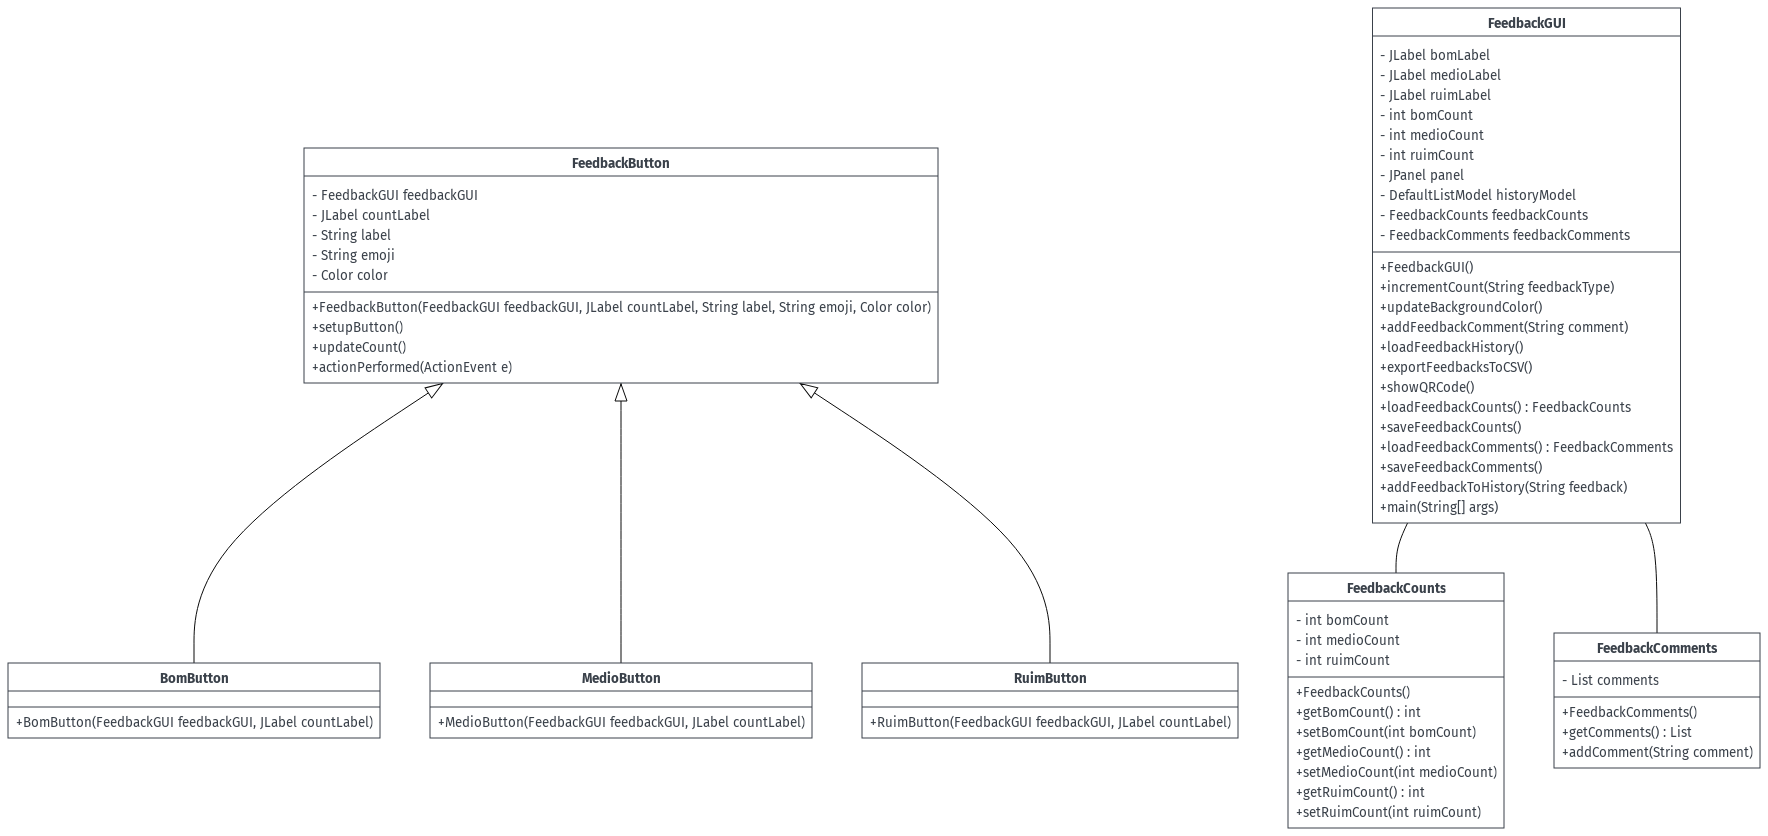 FeedbackGUI
- JLabel bomLabel
- JLabel medioLabel
- JLabel ruimLabel
- int bomCount
- int medioCount
- int ruimCount
- JPanel panel
- DefaultListModel historyModel
- FeedbackCounts feedbackCounts
- FeedbackComments feedbackComments
+FeedbackGUI()
+incrementCount(String feedbackType)
+updateBackgroundColor()
+addFeedbackComment(String comment)
+loadFeedbackHistory()
+exportFeedbacksToCSV()
+showQRCode()
+loadFeedbackCounts() : FeedbackCounts
+saveFeedbackCounts()
+loadFeedbackComments() : FeedbackComments
+saveFeedbackComments()
+addFeedbackToHistory(String feedback)
+main(String[] args)
FeedbackButton
- FeedbackGUI feedbackGUI
- JLabel countLabel
- String label
- String emoji
- Color color
+FeedbackButton(FeedbackGUI feedbackGUI, JLabel countLabel, String label, String emoji, Color color)
+setupButton()
+updateCount()
+actionPerformed(ActionEvent e)
BomButton
+BomButton(FeedbackGUI feedbackGUI, JLabel countLabel)
MedioButton
+MedioButton(FeedbackGUI feedbackGUI, JLabel countLabel)
RuimButton
+RuimButton(FeedbackGUI feedbackGUI, JLabel countLabel)
FeedbackCounts
- int bomCount
- int medioCount
- int ruimCount
+FeedbackCounts()
+getBomCount() : int
+setBomCount(int bomCount)
+getMedioCount() : int
+setMedioCount(int medioCount)
+getRuimCount() : int
+setRuimCount(int ruimCount)
FeedbackComments
- List comments
+FeedbackComments()
+getComments() : List
+addComment(String comment)